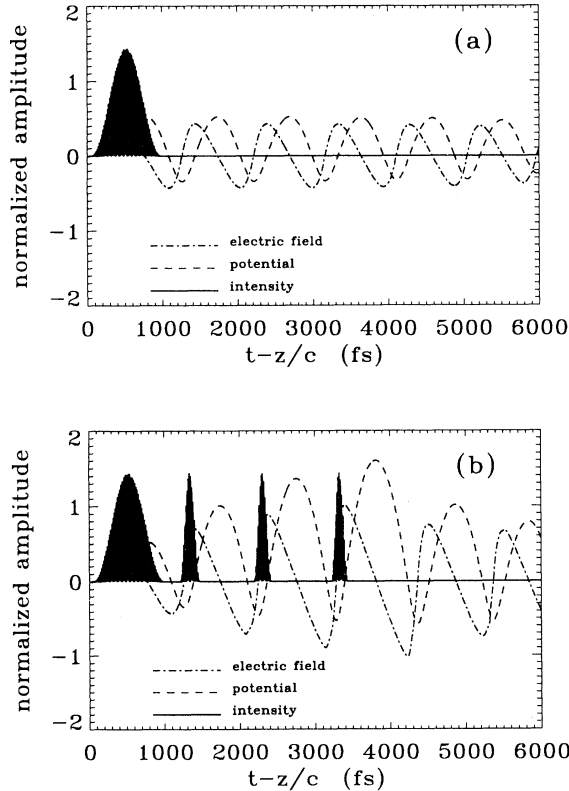 (a)
normalized amplitude
2
1
0
-1
-2
electric field
potential
intensity
0 1000 2000 3000 4000 5000 6000
t-z/c (fs)
(b)
normalized amplitude
2
1
0
-1
-2
electric field
potential
intensity
0 1000 2000 3000 4000 5000 6000
t-z/c (fs)